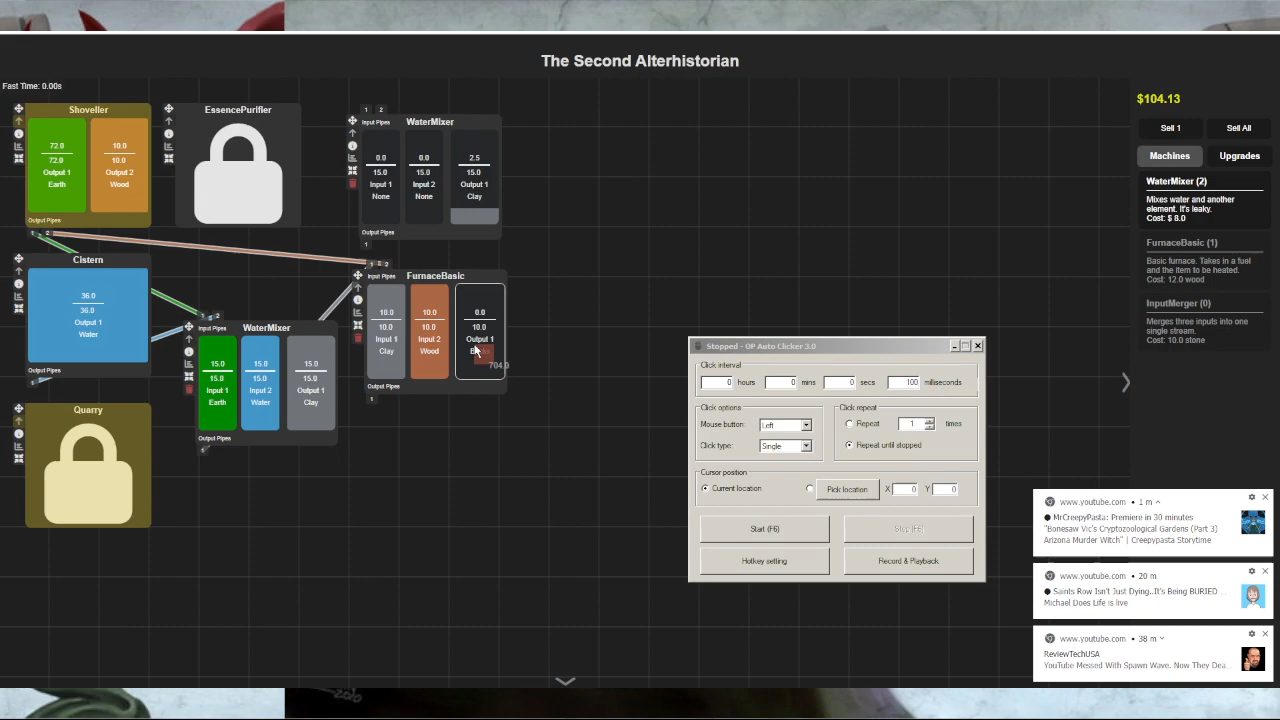 The Second Alterhistorian
Fast Time: 0.00s
Shoveller
72.0
72.0
Output 1
Earth
10.0
10.0
Output 2
Wood
Output Pipes
1 2
EssencePurifier
1 2
Input Pipes
WaterMixer
0.0
15.0
Input 1
None
0.0
15.0
Input 2
None
2.5
15.0
Output 1
Clay
Output Pipes
1
Cistern
36.0
36.0
Output 1
Water
Output Pipes
1
1 2
Input Pipes
WaterMixer
15.0
15.0
Input 1
Earth
15.0
15.0
Input 2
Water
15.0
15.0
Output 1
Clay
Output Pipes
1
1 2
Input Pipes
FurnaceBasic
10.0
10.0
Input 1
Clay
10.0
10.0
Input 2
Wood
0.0
10.0
Output 1
704.0
Output Pipes
1
Quarry
$104.13
Sell 1
Sell All
Machines
Upgrades
WaterMixer (2)
Mixes water and another
element. It's leaky.
Cost: $ 8.0
FurnaceBasic (1)
Basic furnace. Takes in a fuel
and the item to be heated.
Cost: 12.0 wood
InputMerger (0)
Merges three inputs into one
single stream.
Cost: 10.0 stone
Stopped - OP Auto Clicker 3.0
Click interval
0 hours 0 mins 0 secs 100 milliseconds
Click options
Mouse button: Left
Click type: Single
Click repeat
Repeat 1 times
Repeat until stopped
Cursor position
Current location
Pick location X 0 Y 0
Start (F6)
Stop (F6)
Hotkey setting
Record & Playback
www.youtube.com • 1 m
MrCreepyPasta: Premiere in 30 minutes
"Bonesaw Vic's Cryptozoological Gardens (Part 3)
Arizona Murder Witch" | Creepypasta Storytime
www.youtube.com • 20 m
Saints Row Isn't Just Dying..It's Being BURIED ...
Michael Does Life is live
www.youtube.com • 38 m
ReviewTechUSA
YouTube Messed With Spawn Wave. Now They Dea...